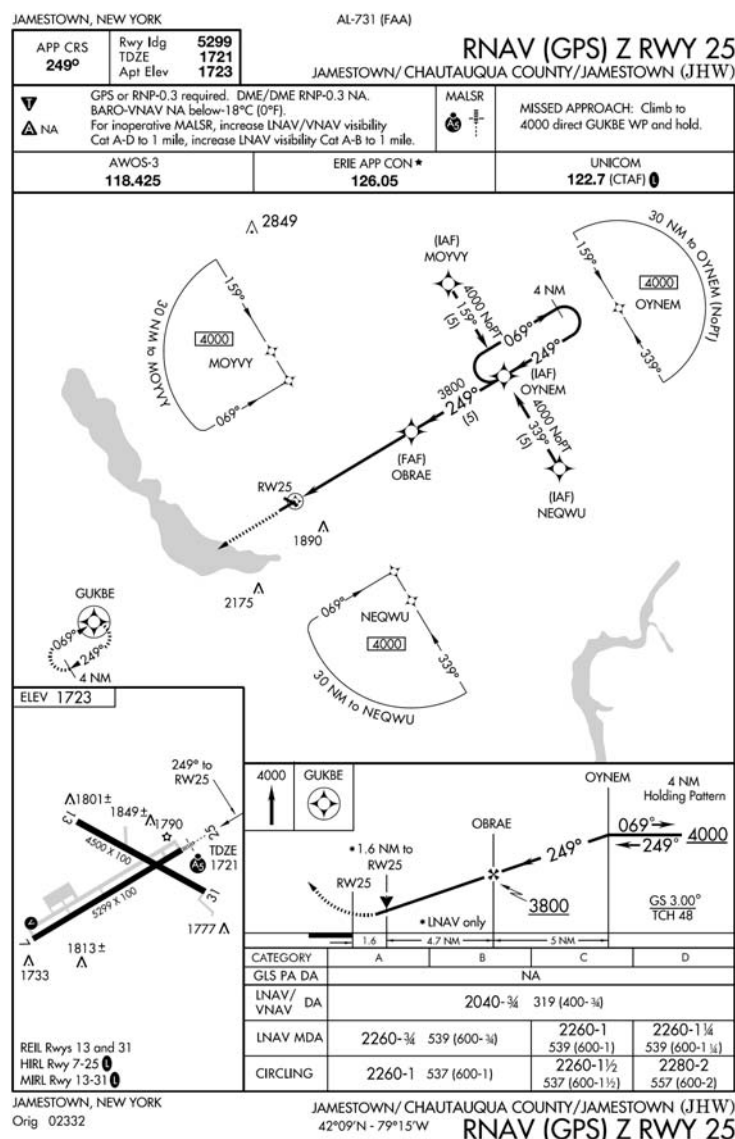 JAMESTOWN, NEW YORK
AL-731 (FAA)
APP CRS
249°
Rwy ldg 5299
TDZE 1721
Apt Elev 1723
RNAV (GPS) Z RWY 25
JAMESTOWN/ CHAUTAUQUA COUNTY/JAMESTOWN (JHW)
T
A NA
GPS or RNP-0.3 required. DME/DME RNP-0.3 NA.
BARO-VNAV NA below-18°C (0°F).
For inoperative MALSR, increase LNAV/VNAV visibility
Cat A-D to 1 mile, increase LNAV visibility Cat A-B to 1 mile.
MALSR
A5
MISSED APPROACH: Climb to
4000 direct GUKBE WP and hold.
AWOS-3
118.425
ERIE APP CON ★
126.05
UNICOM
122.7 (CTAF) L
2849
30 NM to MOYVY
159°
4000
MOYVY
069°
(IAF)
MOYVY
4000 NoPT
159°
(5)
4 NM
069°
249°
(IAF)
OYNEM
30 NM to OYNEM (NoPT)
159°
4000
OYNEM
339°
3800
249°
(5)
4000 NoPT
339°
(5)
(IAF)
NEQWU
(FAF)
OBRAE
RW25
1890
2175
069°
NEQWU
4000
339°
30 NM to NEQWU
GUKBE
069°
249°
4 NM
ELEV 1723
249° to
RW25
1801±
1849±
1790
13
25
4500 X 100
TDZE
1721
A5
5299 X 100
31
1777
7
1813±
1733
REIL Rwys 13 and 31
HIRL Rwy 7-25 L
MIRL Rwy 13-31 L
4000
GUKBE
OYNEM
4 NM
Holding Pattern
OBRAE
069°
249°
4000
249°
• 1.6 NM to
RW25
RW25
3800
GS 3.00°
TCH 48
• LNAV only
1.6
4.7 NM
5 NM
CATEGORY A B C D
GLS PA DA NA
LNAV/
VNAV DA 2040-¾ 319 (400-¾)
LNAV MDA 2260-¾ 539 (600-¾)
2260-1
539 (600-1)
2260-1¼
539 (600-1¼)
CIRCLING 2260-1 537 (600-1)
2260-1½
537 (600-1½)
2280-2
557 (600-2)
JAMESTOWN, NEW YORK
Orig 02332
42°09'N - 79°15'W
JAMESTOWN/ CHAUTAUQUA COUNTY/JAMESTOWN (JHW)
RNAV (GPS) Z RWY 25